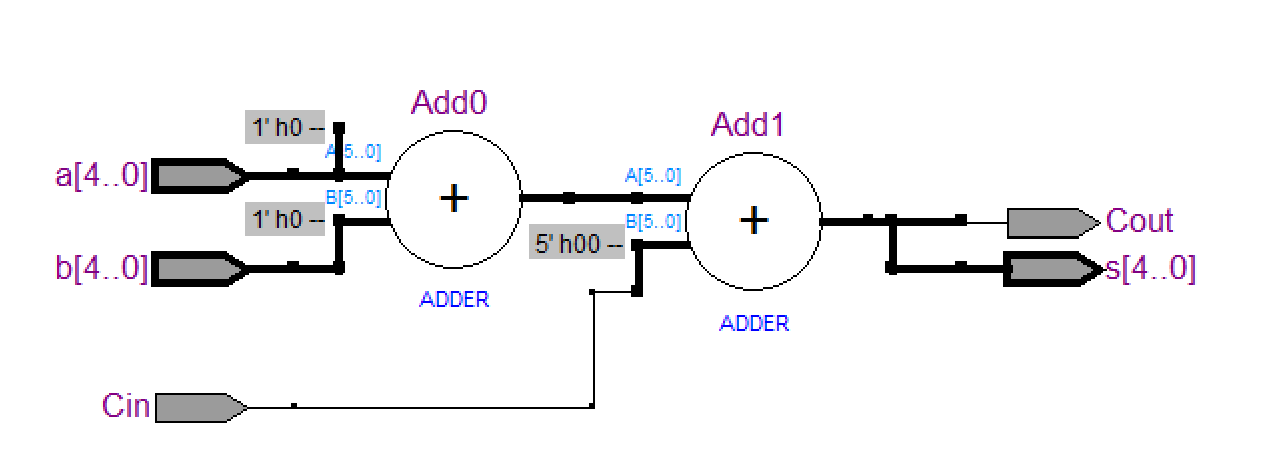 Add0
1' h0 --
A[5..0]
a[4..0]
B[5..0]
1' h0 --
b[4..0]
+
ADDER
Add1
A[5..0]
B[5..0]
5' h00 --
+
ADDER
Cout
s[4..0]
Cin